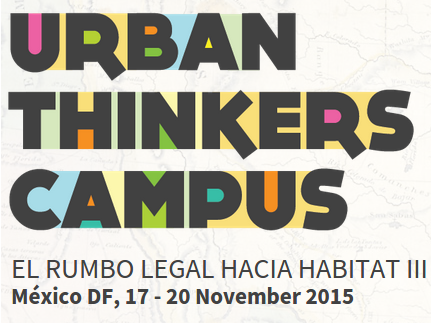 URBAN
THINKERS
CAMPUS
EL RUMBO LEGAL HACIA HABITAT III
México DF, 17 - 20 November 2015